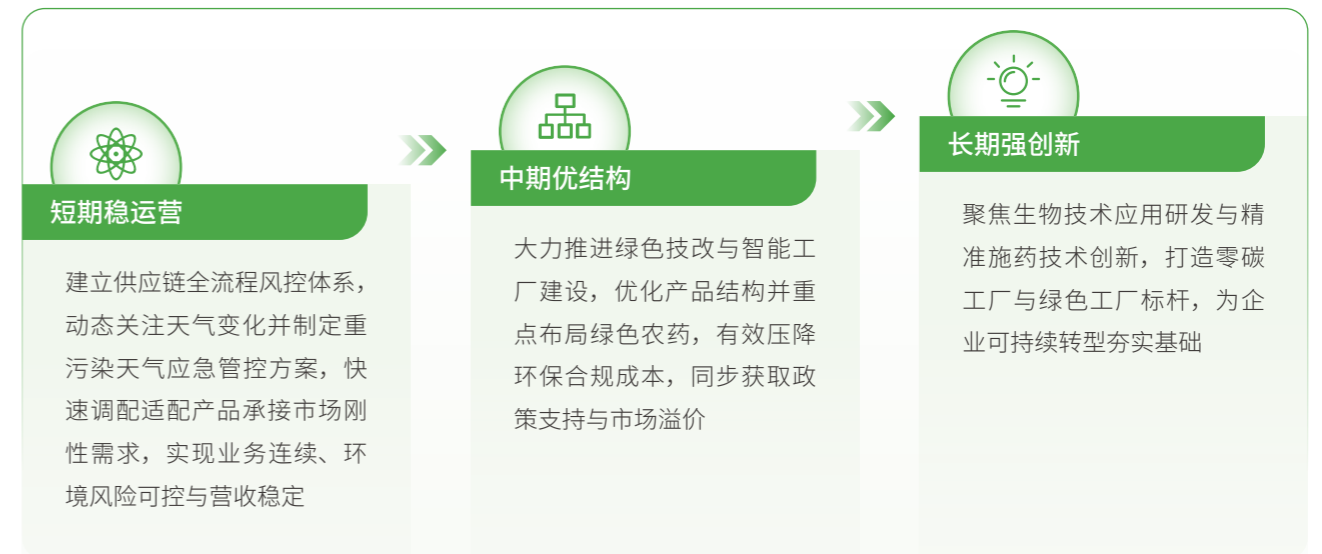 短期稳运营
建立供应链全流程风控体系，
动态关注天气变化并制定重
污染天气应急管控方案，快
速调配适配产品承接市场刚
性需求，实现业务连续、环
境风险可控与营收稳定
中期优结构
大力推进绿色技改与智能工
厂建设，优化产品结构并重
点布局绿色农药，有效压降
环保合规成本，同步获取政
策支持与市场溢价
长期强创新
聚焦生物技术应用研发与精
准施药技术创新，打造零碳
工厂与绿色工厂标杆，为企
业可持续转型夯实基础